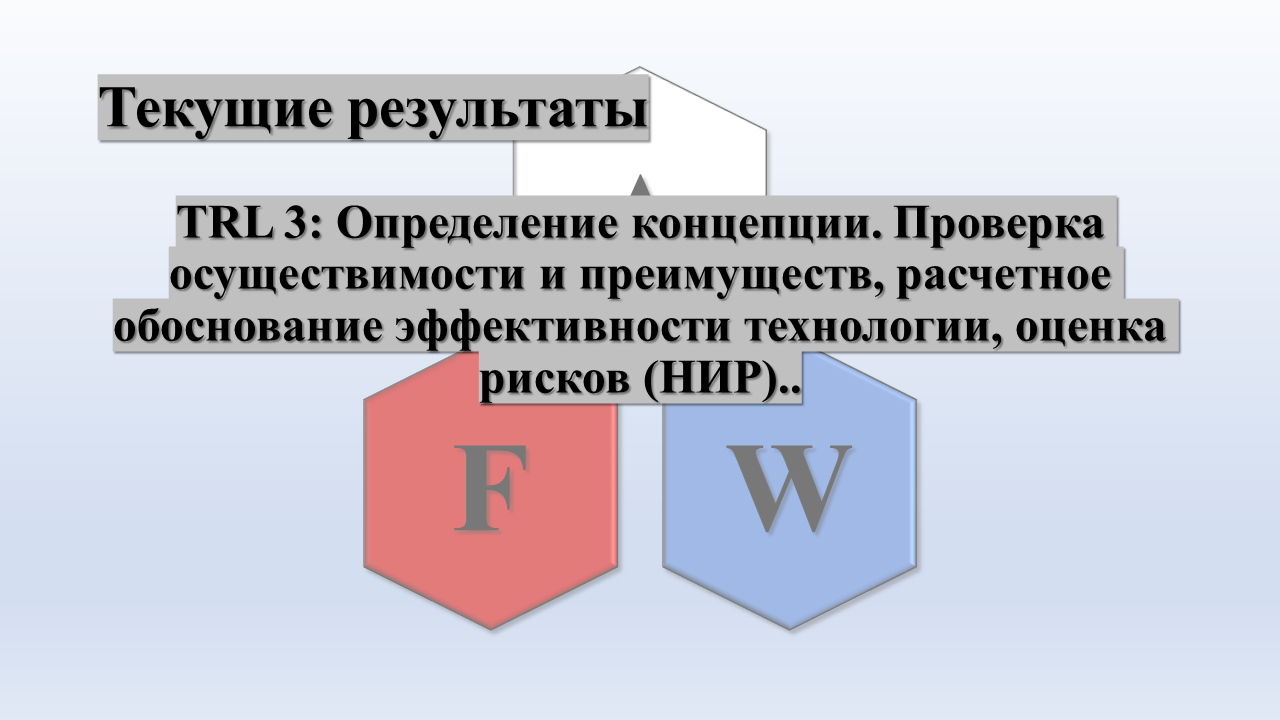 Текущие результаты
TRL 3: Определение концепции. Проверка
осуществимости и преимуществ, расчетное
обоснование эффективности технологии, оценка
рисков (НИР)..
F W